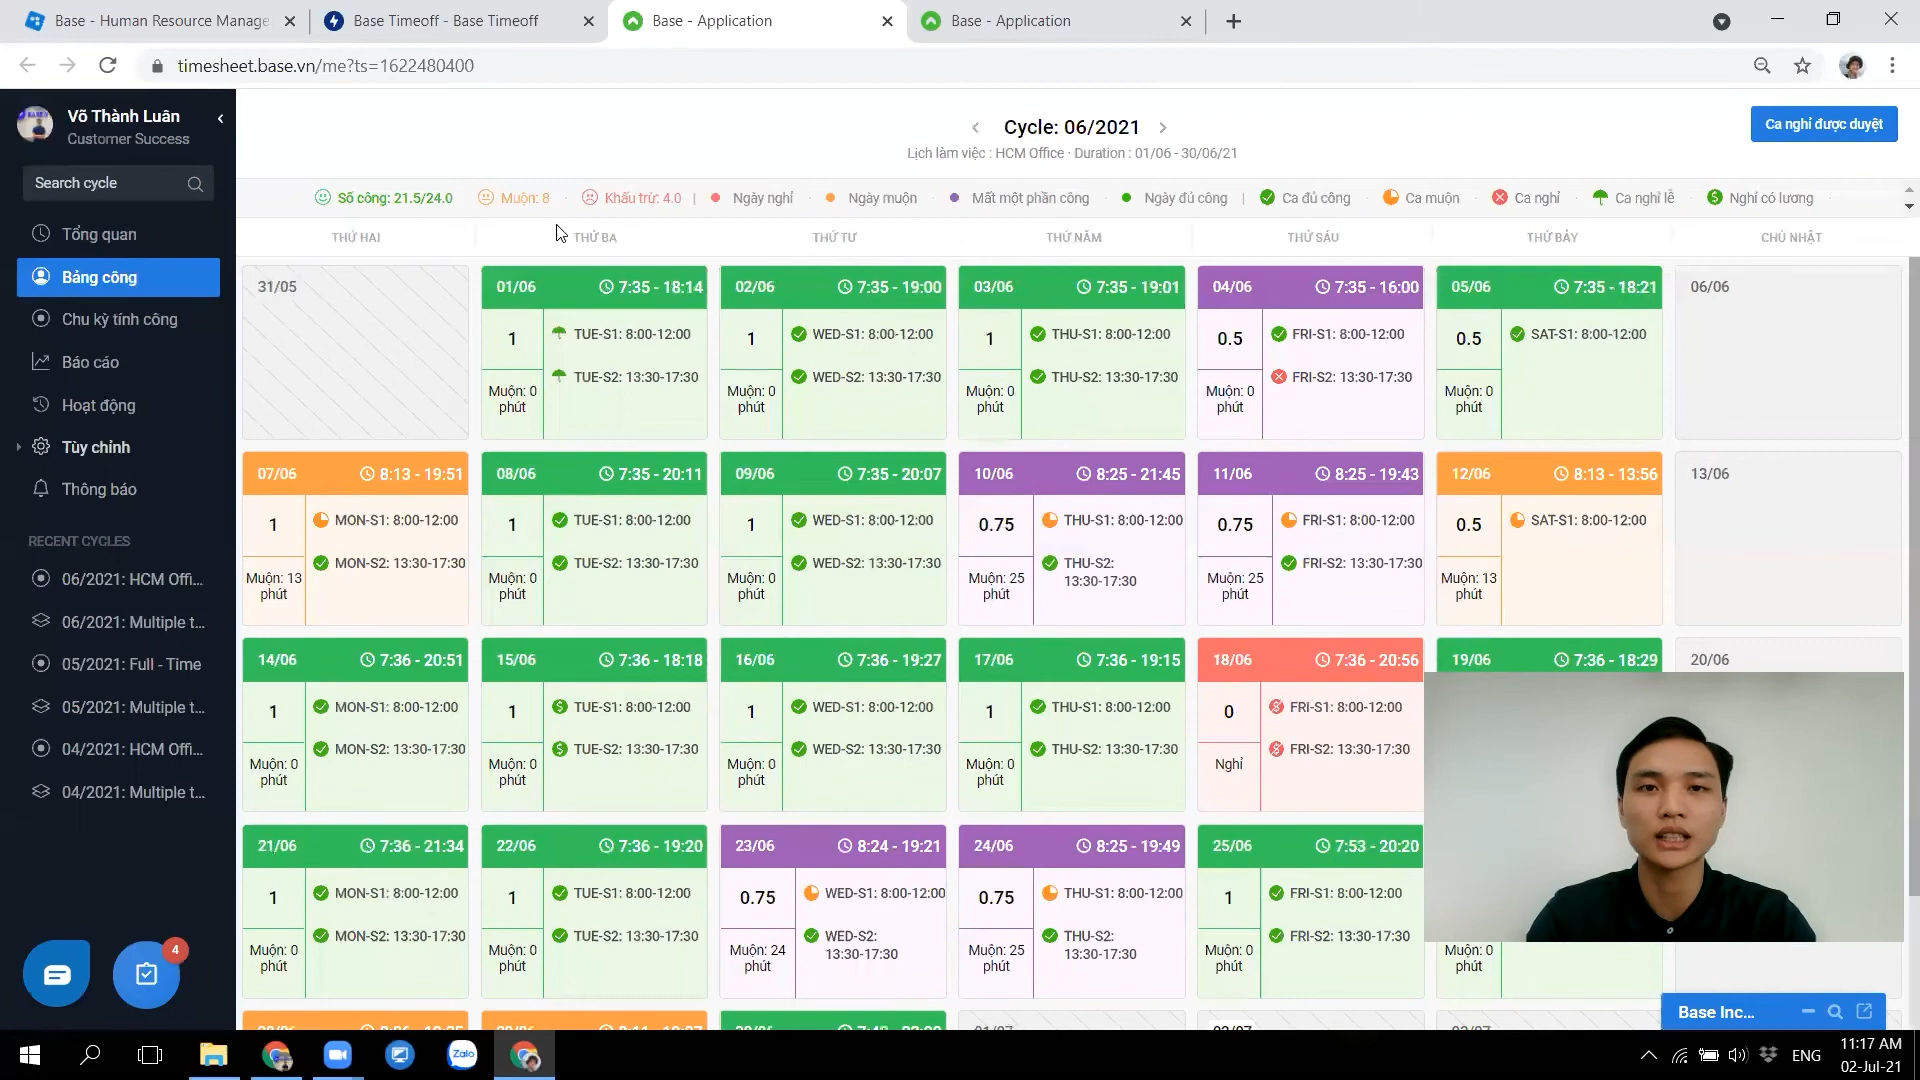 Base - Human Resource Manage
Base Timeoff - Base Timeoff
Base - Application
Base - Application
timesheet.base.vn/me?ts=1622480400
Võ Thành Luân
Customer Success
Search cycle
Tổng quan
Bảng công
Chu kỳ tính công
Báo cáo
Hoạt động
Tùy chỉnh
Thông báo
RECENT CYCLES
06/2021: HCM Offi...
06/2021: Multiple t...
05/2021: Full - Time
05/2021: Multiple t...
04/2021: HCM Offi...
04/2021: Multiple t...
4
Cycle: 06/2021
Lịch làm việc : HCM Office · Duration : 01/06 - 30/06/21
Ca nghỉ được duyệt
Số công: 21.5/24.0 · Muộn: 8 · Khấu trừ: 4.0 | Ngày nghỉ · Ngày muộn · Mất một phần công · Ngày đủ công | Ca đủ công · Ca muộn · Ca nghỉ · Ca nghỉ lễ · Nghỉ có lương
THỨ HAI THỨ BA THỨ TƯ THỨ NĂM THỨ SÁU THỨ BẢY CHỦ NHẬT
31/05
01/06 7:35 - 18:14
1
Muộn: 0 phút
TUE-S1: 8:00-12:00
TUE-S2: 13:30-17:30
02/06 7:35 - 19:00
1
Muộn: 0 phút
WED-S1: 8:00-12:00
WED-S2: 13:30-17:30
03/06 7:35 - 19:01
1
Muộn: 0 phút
THU-S1: 8:00-12:00
THU-S2: 13:30-17:30
04/06 7:35 - 16:00
0.5
Muộn: 0 phút
FRI-S1: 8:00-12:00
FRI-S2: 13:30-17:30
05/06 7:35 - 18:21
0.5
Muộn: 0 phút
SAT-S1: 8:00-12:00
06/06
07/06 8:13 - 19:51
1
Muộn: 13 phút
MON-S1: 8:00-12:00
MON-S2: 13:30-17:30
08/06 7:35 - 20:11
1
Muộn: 0 phút
TUE-S1: 8:00-12:00
TUE-S2: 13:30-17:30
09/06 7:35 - 20:07
1
Muộn: 0 phút
WED-S1: 8:00-12:00
WED-S2: 13:30-17:30
10/06 8:25 - 21:45
0.75
Muộn: 25 phút
THU-S1: 8:00-12:00
THU-S2: 13:30-17:30
11/06 8:25 - 19:43
0.75
Muộn: 25 phút
FRI-S1: 8:00-12:00
FRI-S2: 13:30-17:30
12/06 8:13 - 13:56
0.5
Muộn: 13 phút
SAT-S1: 8:00-12:00
13/06
14/06 7:36 - 20:51
1
Muộn: 0 phút
MON-S1: 8:00-12:00
MON-S2: 13:30-17:30
15/06 7:36 - 18:18
1
Muộn: 0 phút
TUE-S1: 8:00-12:00
TUE-S2: 13:30-17:30
16/06 7:36 - 19:27
1
Muộn: 0 phút
WED-S1: 8:00-12:00
WED-S2: 13:30-17:30
17/06 7:36 - 19:15
1
Muộn: 0 phút
THU-S1: 8:00-12:00
THU-S2: 13:30-17:30
18/06 7:36 - 20:56
0
Nghỉ
FRI-S1: 8:00-12:00
FRI-S2: 13:30-17:30
19/06 7:36 - 18:29
20/06
21/06 7:36 - 21:34
1
Muộn: 0 phút
MON-S1: 8:00-12:00
MON-S2: 13:30-17:30
22/06 7:36 - 19:20
1
Muộn: 0 phút
TUE-S1: 8:00-12:00
TUE-S2: 13:30-17:30
23/06 8:24 - 19:21
0.75
Muộn: 24 phút
WED-S1: 8:00-12:00
WED-S2: 13:30-17:30
24/06 8:25 - 19:49
0.75
Muộn: 25 phút
THU-S1: 8:00-12:00
THU-S2: 13:30-17:30
25/06 7:53 - 20:20
1
Muộn: 0 phút
FRI-S1: 8:00-12:00
FRI-S2: 13:30-17:30
Muộn: 0 phút
Base Inc...
Zalo
ENG
11:17 AM
02-Jul-21